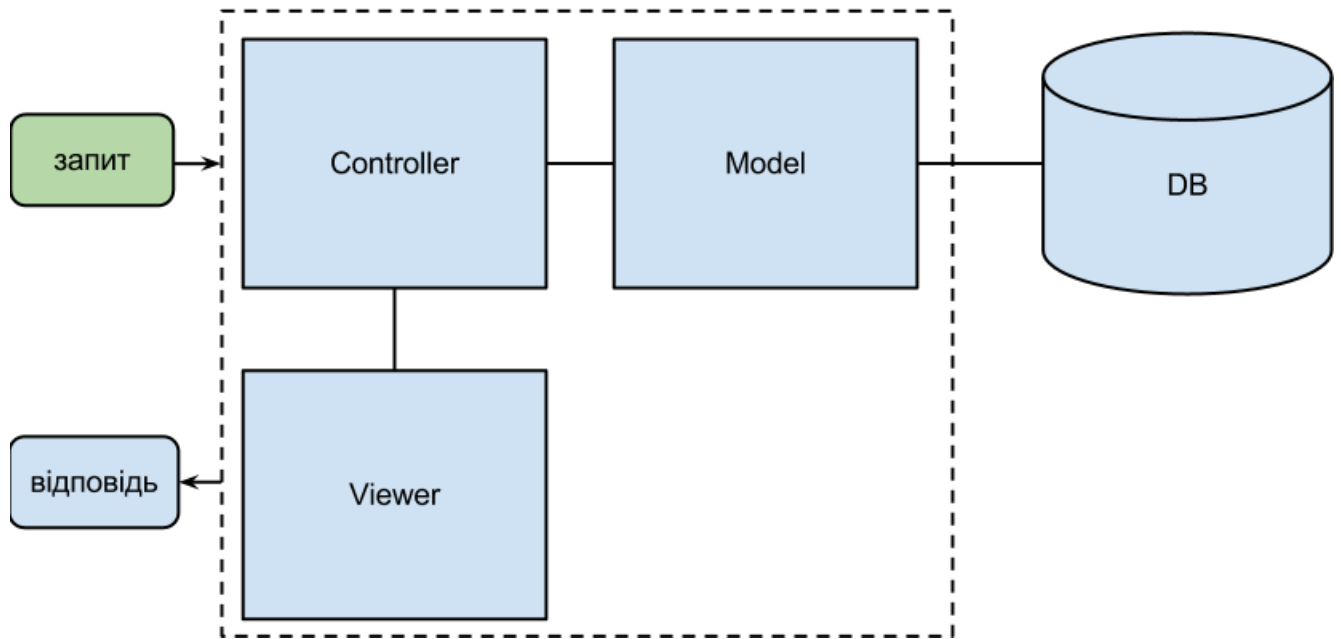 запит
Controller
Model
DB
відповідь
Viewer